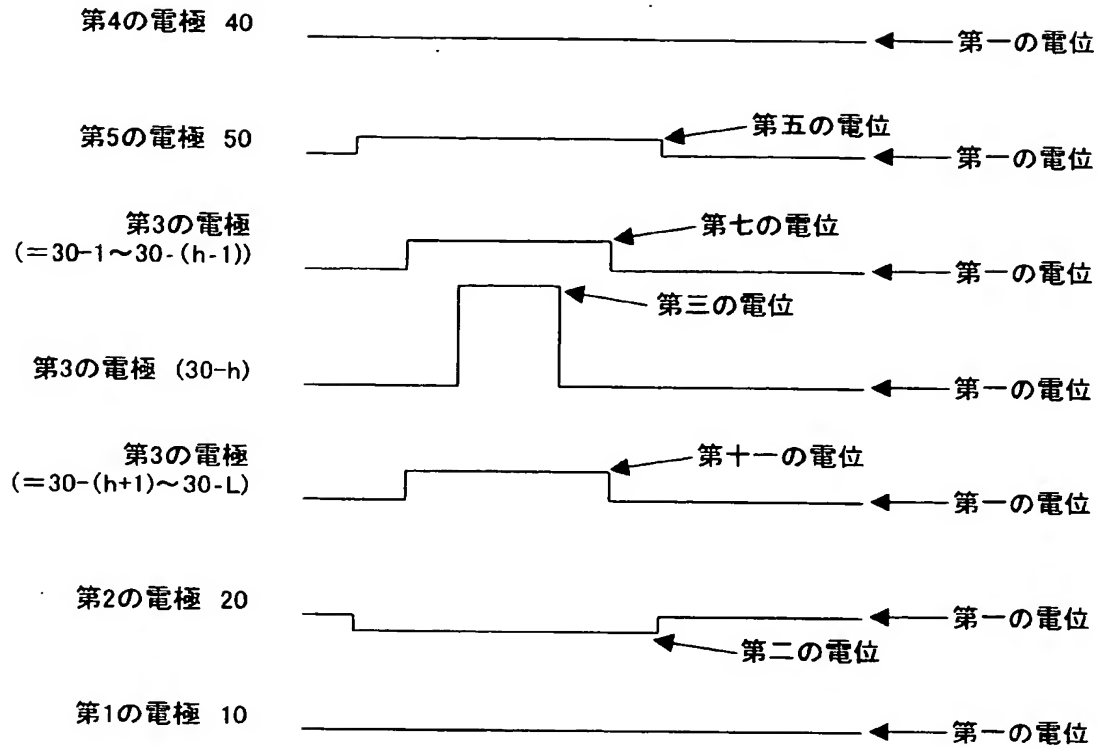 第4の電極 40
第一の電位
第5の電極 50
第五の電位
第一の電位
第3の電極
(=30-1～30-(h-1))
第七の電位
第一の電位
第三の電位
第3の電極 (30-h)
第一の電位
第3の電極
(=30-(h+1)～30-L)
第十一の電位
第一の電位
第2の電極 20
第一の電位
第二の電位
第1の電極 10
第一の電位